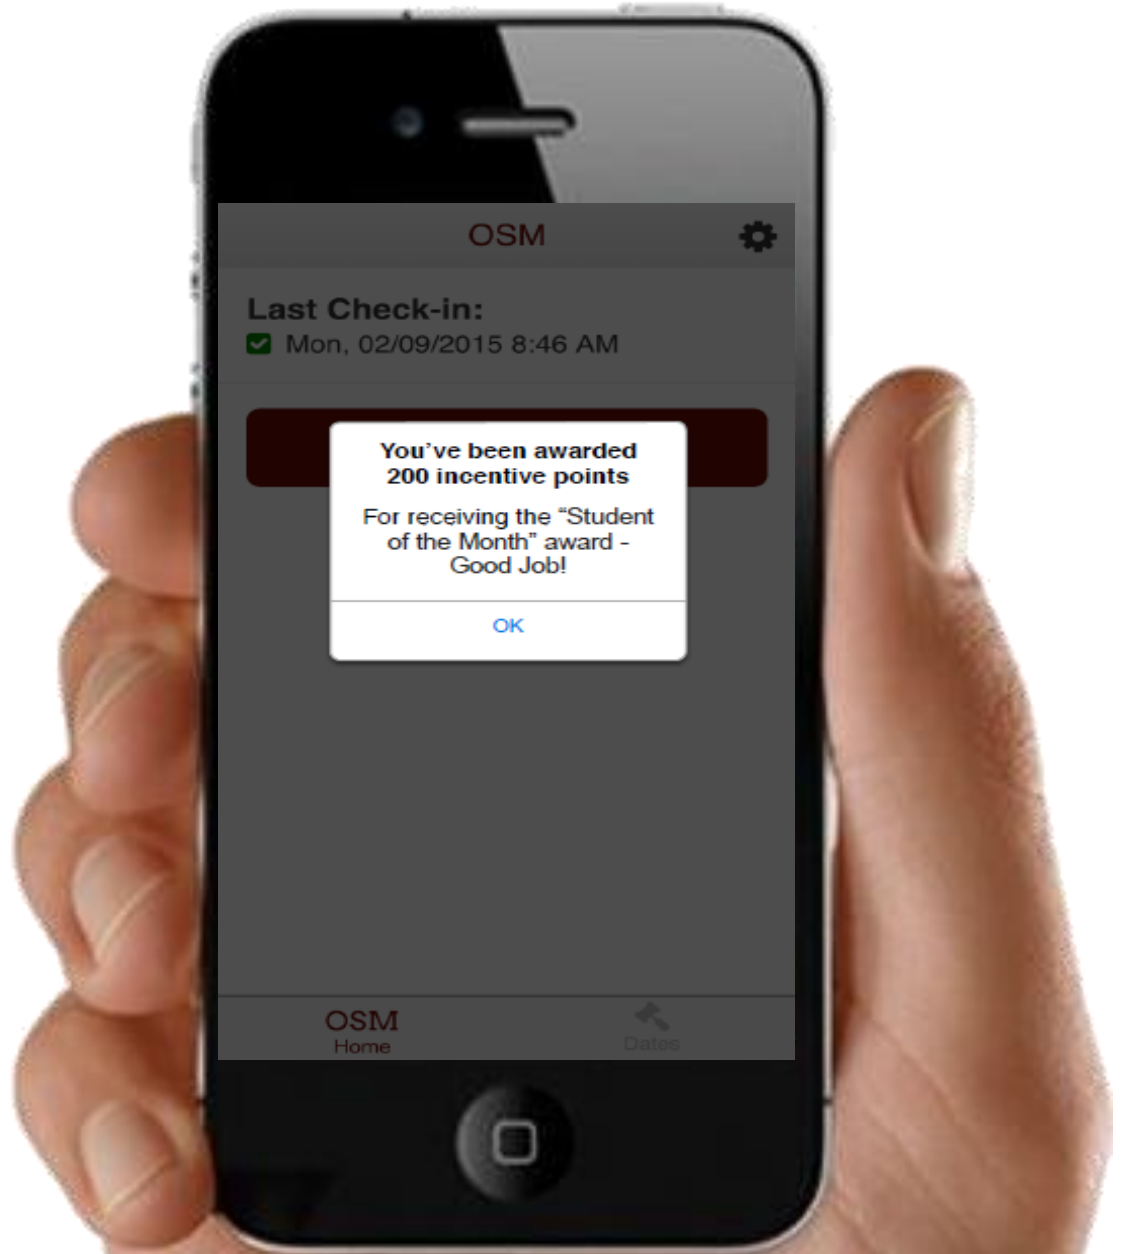 OSM
Last Check-in:
Mon, 02/09/2015 8:46 AM
You've been awarded
200 incentive points
For receiving the “Student
of the Month” award -
Good Job!
OK
OSM
Home
Dates